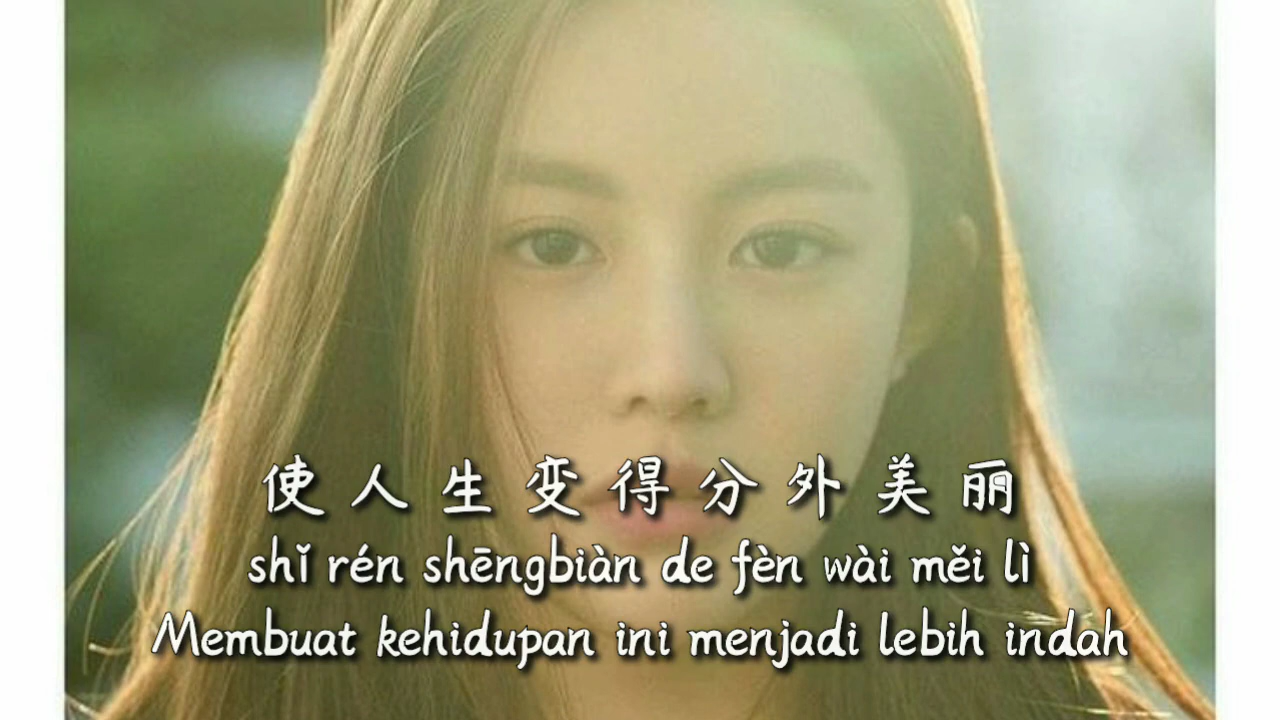 使人生变得分外美丽
shǐ rén shēngbiàn de fèn wài měi lì
Membuat kehidupan ini menjadi lebih indah